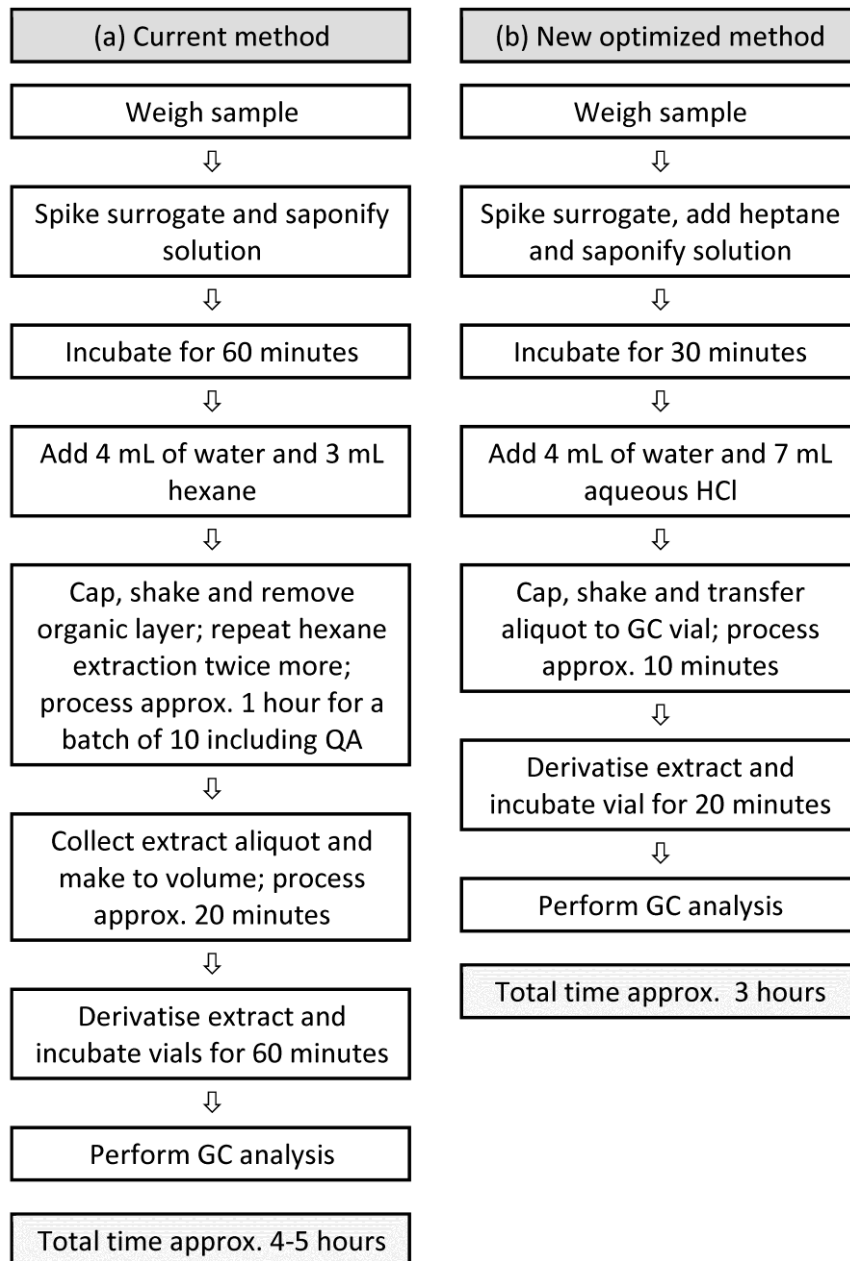 (a) Current method
Weigh sample
⇩
Spike surrogate and saponify
solution
⇩
Incubate for 60 minutes
⇩
Add 4 mL of water and 3 mL
hexane
⇩
Cap, shake and remove
organic layer; repeat hexane
extraction twice more;
process approx. 1 hour for a
batch of 10 including QA
⇩
Collect extract aliquot and
make to volume; process
approx. 20 minutes
⇩
Derivatise extract and
incubate vials for 60 minutes
⇩
Perform GC analysis
Total time approx. 4-5 hours
(b) New optimized method
Weigh sample
⇩
Spike surrogate, add heptane
and saponify solution
⇩
Incubate for 30 minutes
⇩
Add 4 mL of water and 7 mL
aqueous HCl
⇩
Cap, shake and transfer
aliquot to GC vial; process
approx. 10 minutes
⇩
Derivatise extract and
incubate vial for 20 minutes
⇩
Perform GC analysis
Total time approx.  3 hours